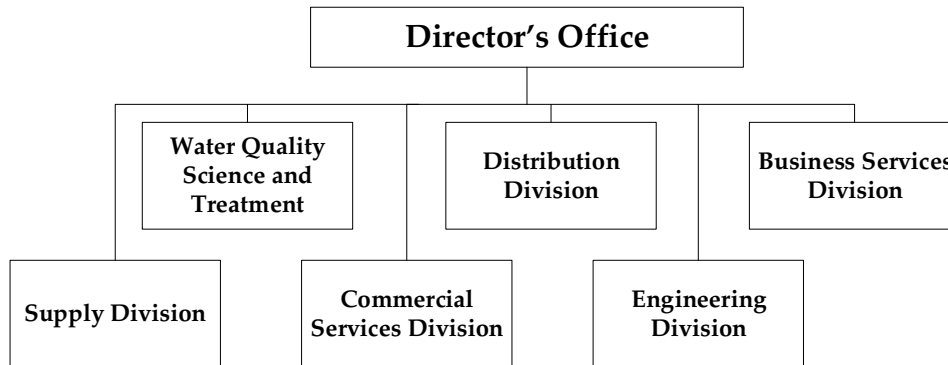 Director’s Office
Water Quality
Science and
Treatment
Distribution
Division
Business Services
Division
Supply Division
Commercial
Services Division
Engineering
Division